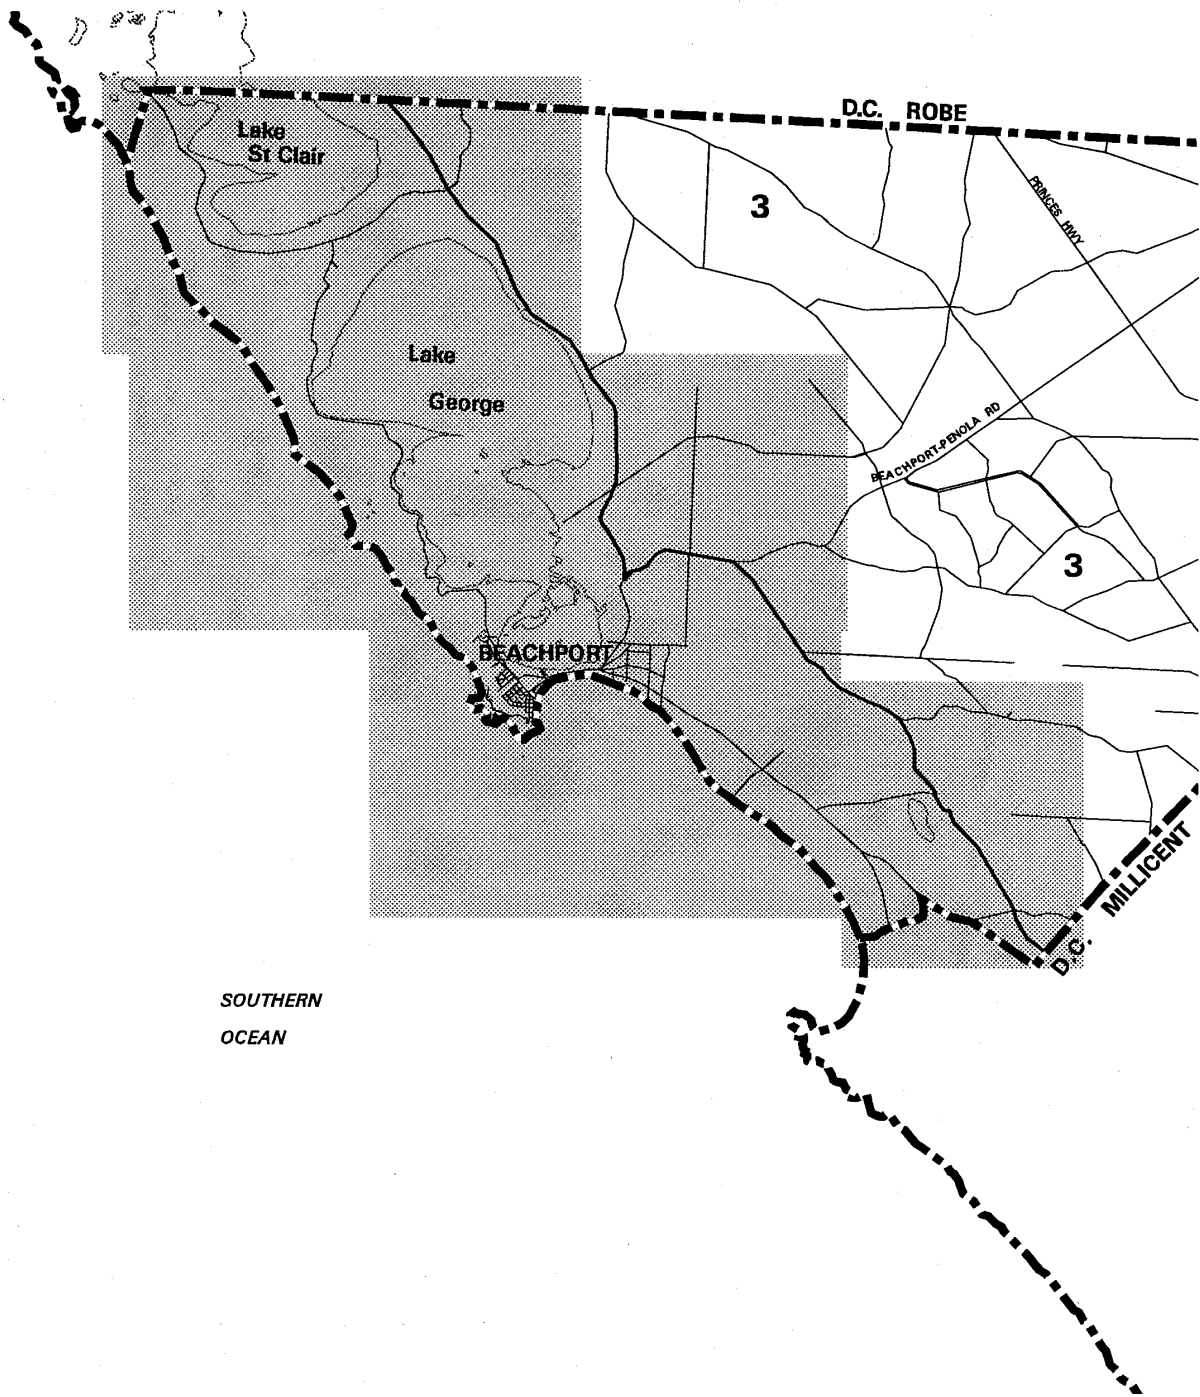 D.C. ROBE
Lake
St Clair
3
PRINCES HWY
Lake
George
BEACHPORT-PENOLA RD
3
BEACHPORT
D.C. MILLICENT
SOUTHERN
OCEAN